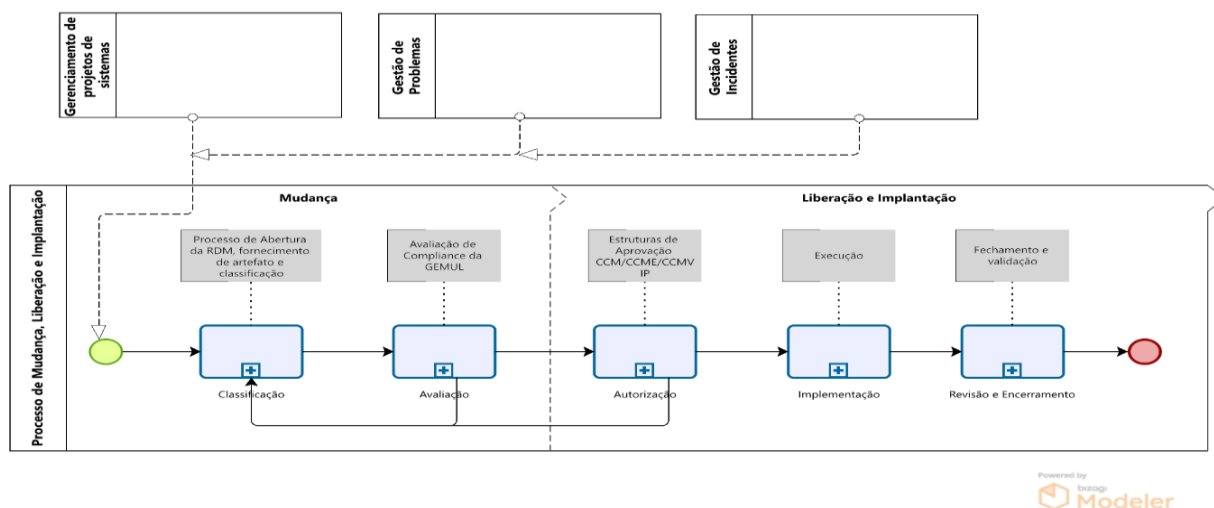 Gerenciamento de
projetos de
sistemas
Gestão de
Problemas
Gestão de
Incidentes
Processo de Mudança, Liberação e Implantação
Mudança
Liberação e Implantação
Processo de Abertura
da RDM, fornecimento
de artefato e
classificação
Avaliação de
Compliance da
GEMUL
Estruturas de
Aprovação
CCM/CCME/CCMV
IP
Execução
Fechamento e
validação
Classificação
Avaliação
Autorização
Implementação
Revisão e Encerramento
Powered by
bizagi
Modeler